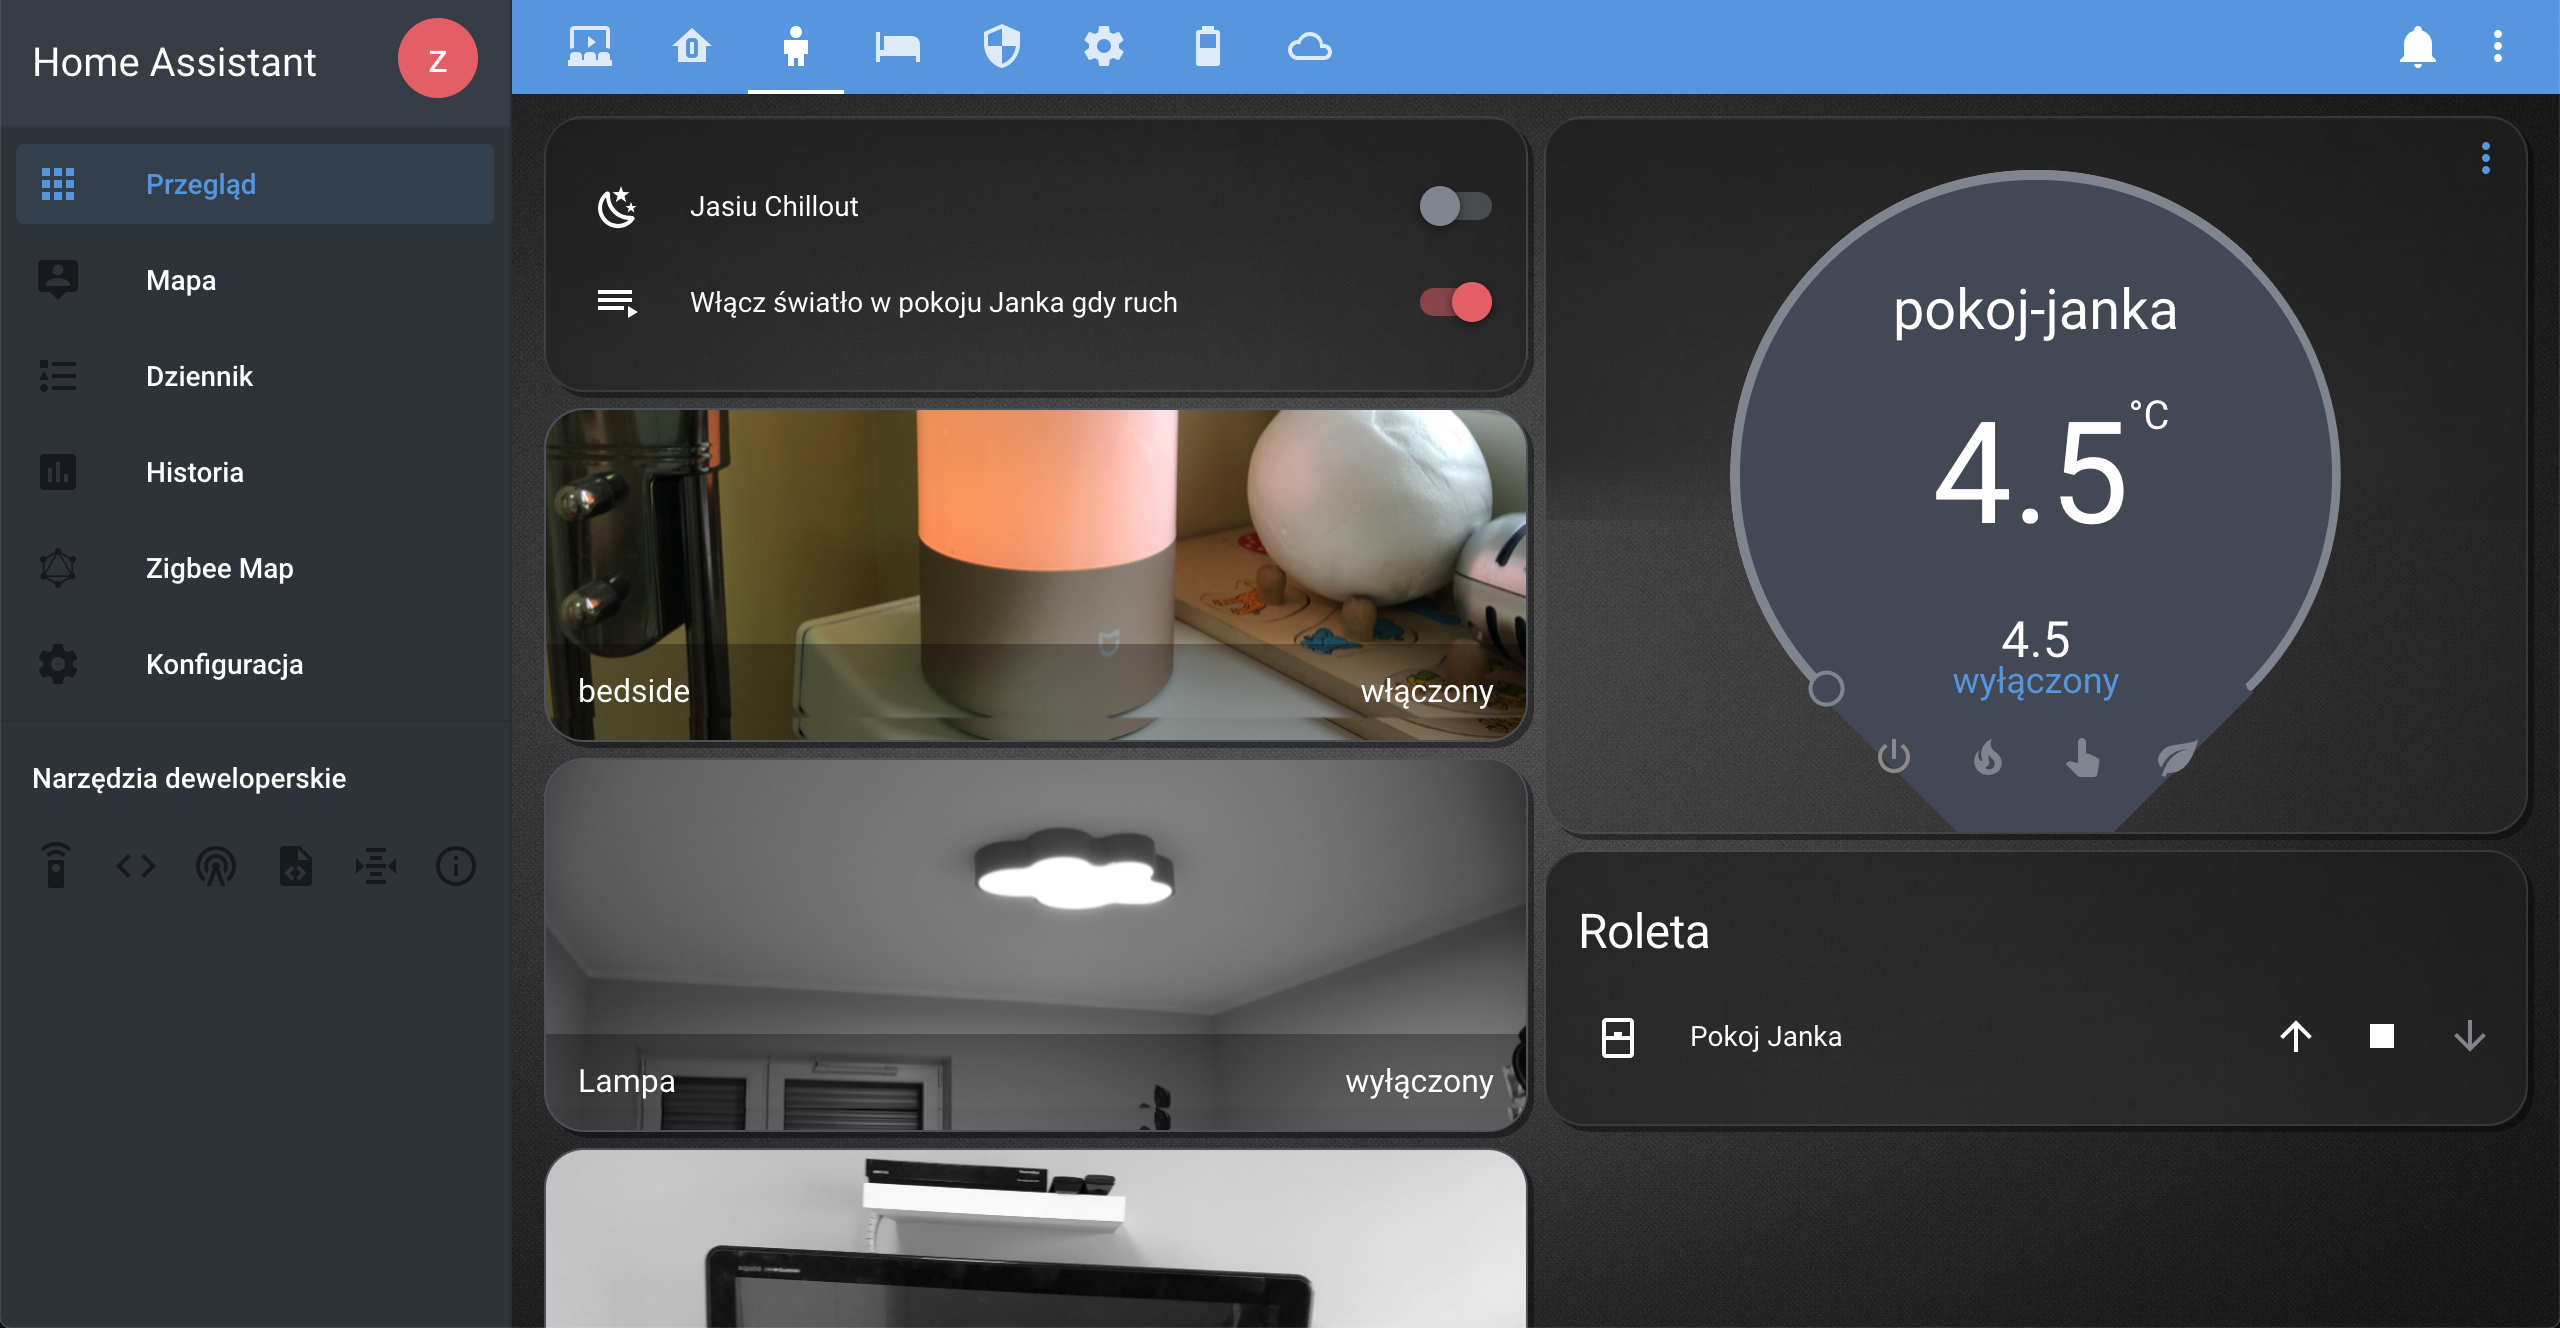 Home Assistant
z
Przegląd
Mapa
Dziennik
Historia
Zigbee Map
Konfiguracja
Narzędzia deweloperskie
Jasiu Chillout
Włącz światło w pokoju Janka gdy ruch
bedside
włączony
Lampa
wyłączony
pokoj-janka
4.5 °C
4.5
wyłączony
Roleta
Pokoj Janka